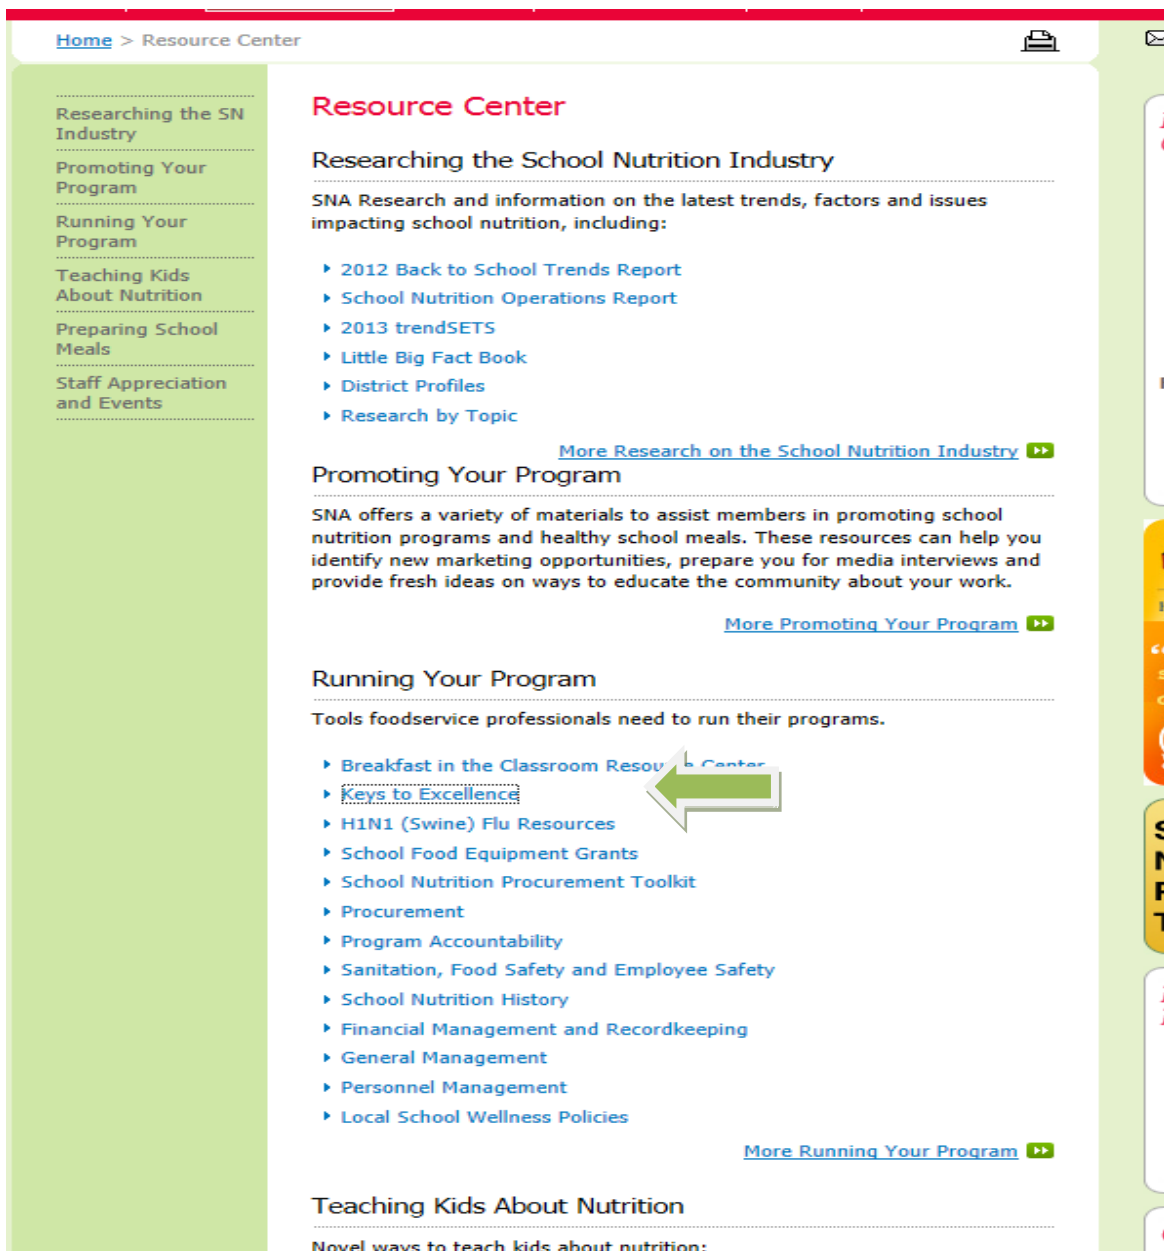 Home > Resource Center
Researching the SN
Industry
Promoting Your
Program
Running Your
Program
Teaching Kids
About Nutrition
Preparing School
Meals
Staff Appreciation
and Events
Resource Center
Researching the School Nutrition Industry
SNA Research and information on the latest trends, factors and issues
impacting school nutrition, including:
2012 Back to School Trends Report
School Nutrition Operations Report
2013 trendSETS
Little Big Fact Book
District Profiles
Research by Topic
More Research on the School Nutrition Industry
Promoting Your Program
SNA offers a variety of materials to assist members in promoting school
nutrition programs and healthy school meals. These resources can help you
identify new marketing opportunities, prepare you for media interviews and
provide fresh ideas on ways to educate the community about your work.
More Promoting Your Program
Running Your Program
Tools foodservice professionals need to run their programs.
Breakfast in the Classroom Resource Center
Keys to Excellence
H1N1 (Swine) Flu Resources
School Food Equipment Grants
School Nutrition Procurement Toolkit
Procurement
Program Accountability
Sanitation, Food Safety and Employee Safety
School Nutrition History
Financial Management and Recordkeeping
General Management
Personnel Management
Local School Wellness Policies
More Running Your Program
Teaching Kids About Nutrition
Novel ways to teach kids about nutrition: